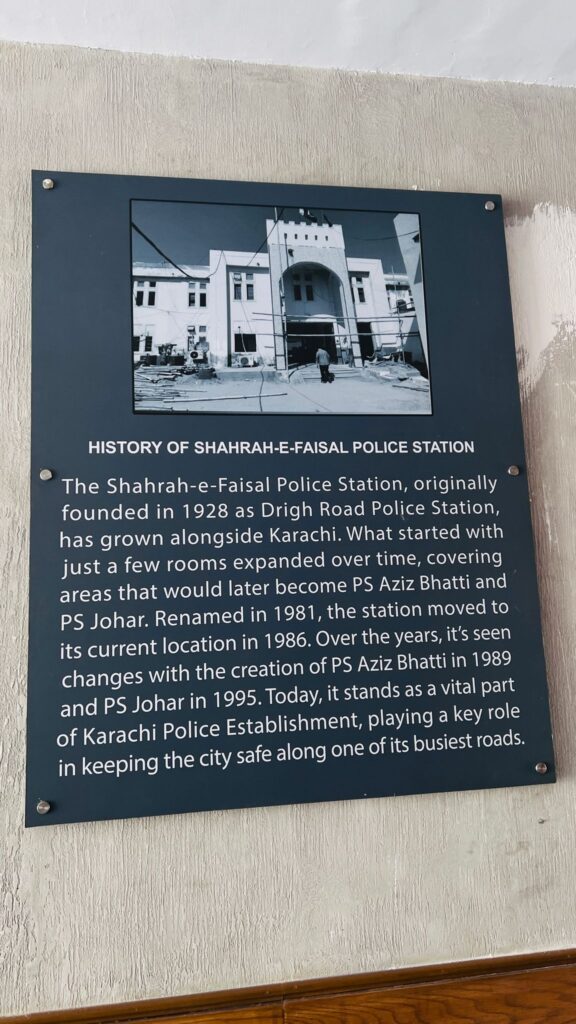 HISTORY OF SHAHRAH-E-FAISAL POLICE STATION
The Shahrah-e-Faisal Police Station, originally
founded in 1928 as Drigh Road Police Station,
has grown alongside Karachi. What started with
just a few rooms expanded over time, covering
areas that would later become PS Aziz Bhatti and
PS Johar. Renamed in 1981, the station moved to
its current location in 1986. Over the years, it's seen
changes with the creation of PS Aziz Bhatti in 1989
and PS Johar in 1995. Today, it stands as a vital part
of Karachi Police Establishment, playing a key role
in keeping the city safe along one of its busiest roads.